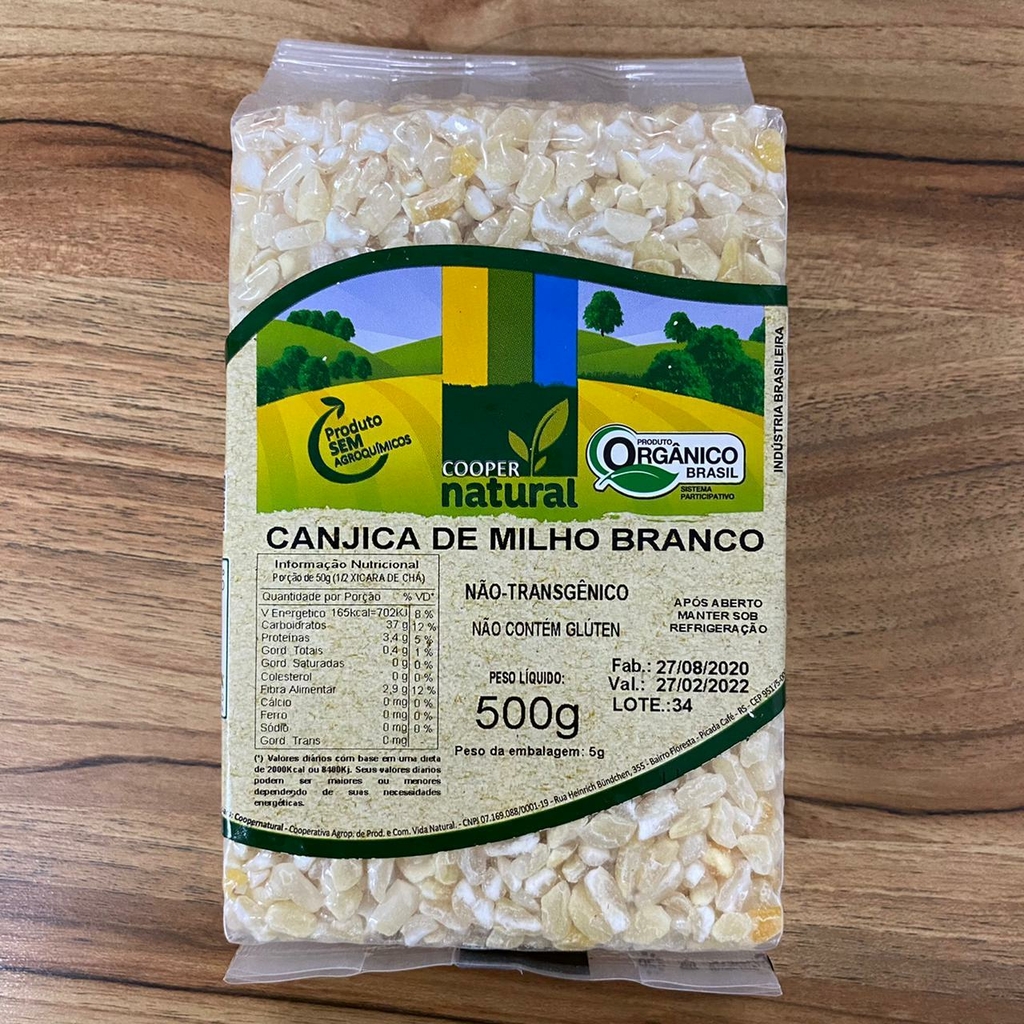 Produto
SEM
AGROQUÍMICOS
COOPER
natural
PRODUTO
ORGÂNICO
BRASIL
SISTEMA
PARTICIPATIVO
INDÚSTRIA BRASILEIRA
CANJICA DE MILHO BRANCO
Informação Nutricional
Porção de 50g (1/2 XICARA DE CHÁ)
Quantidade por Porção % VD*
V Energetico 165kcal=702KJ 8 %
Carboidratos 37 g 12 %
Proteinas 3,4 g 5 %
Gord. Totais 0,4 g 1 %
Gord. Saturadas 0 g 0 %
Colesterol 0 g 0 %
Fibra Alimentar 2,9 g 12 %
Cálcio 0 mg 0 %
Ferro 0 mg 0 %
Sódio 0 mg 0 %
Gord. Trans 0 mg -
(*) Valores diários com base em uma dieta
de 2000Kcal ou 8400Kj. Seus valores diarios
podem ser maiores ou menores
dependendo de suas necessidades
energéticas.
NÃO-TRANSGÊNICO
NÃO CONTÉM GLÚTEN
PESO LÍQUIDO:
500g
Peso da embalagem: 5g
APÓS ABERTO
MANTER SOB
REFRIGERAÇÃO
Fab.: 27/08/2020
Val.: 27/02/2022
LOTE.:34
Coopernatural - Cooperativa Agrop. de Prod. e Com. Vida Natural. - CNPJ 07.169.088/0001-19 - Rua Heinrich Bündchen, 355 - Bairro Floresta - Picada Café - RS - CEP 95175-00